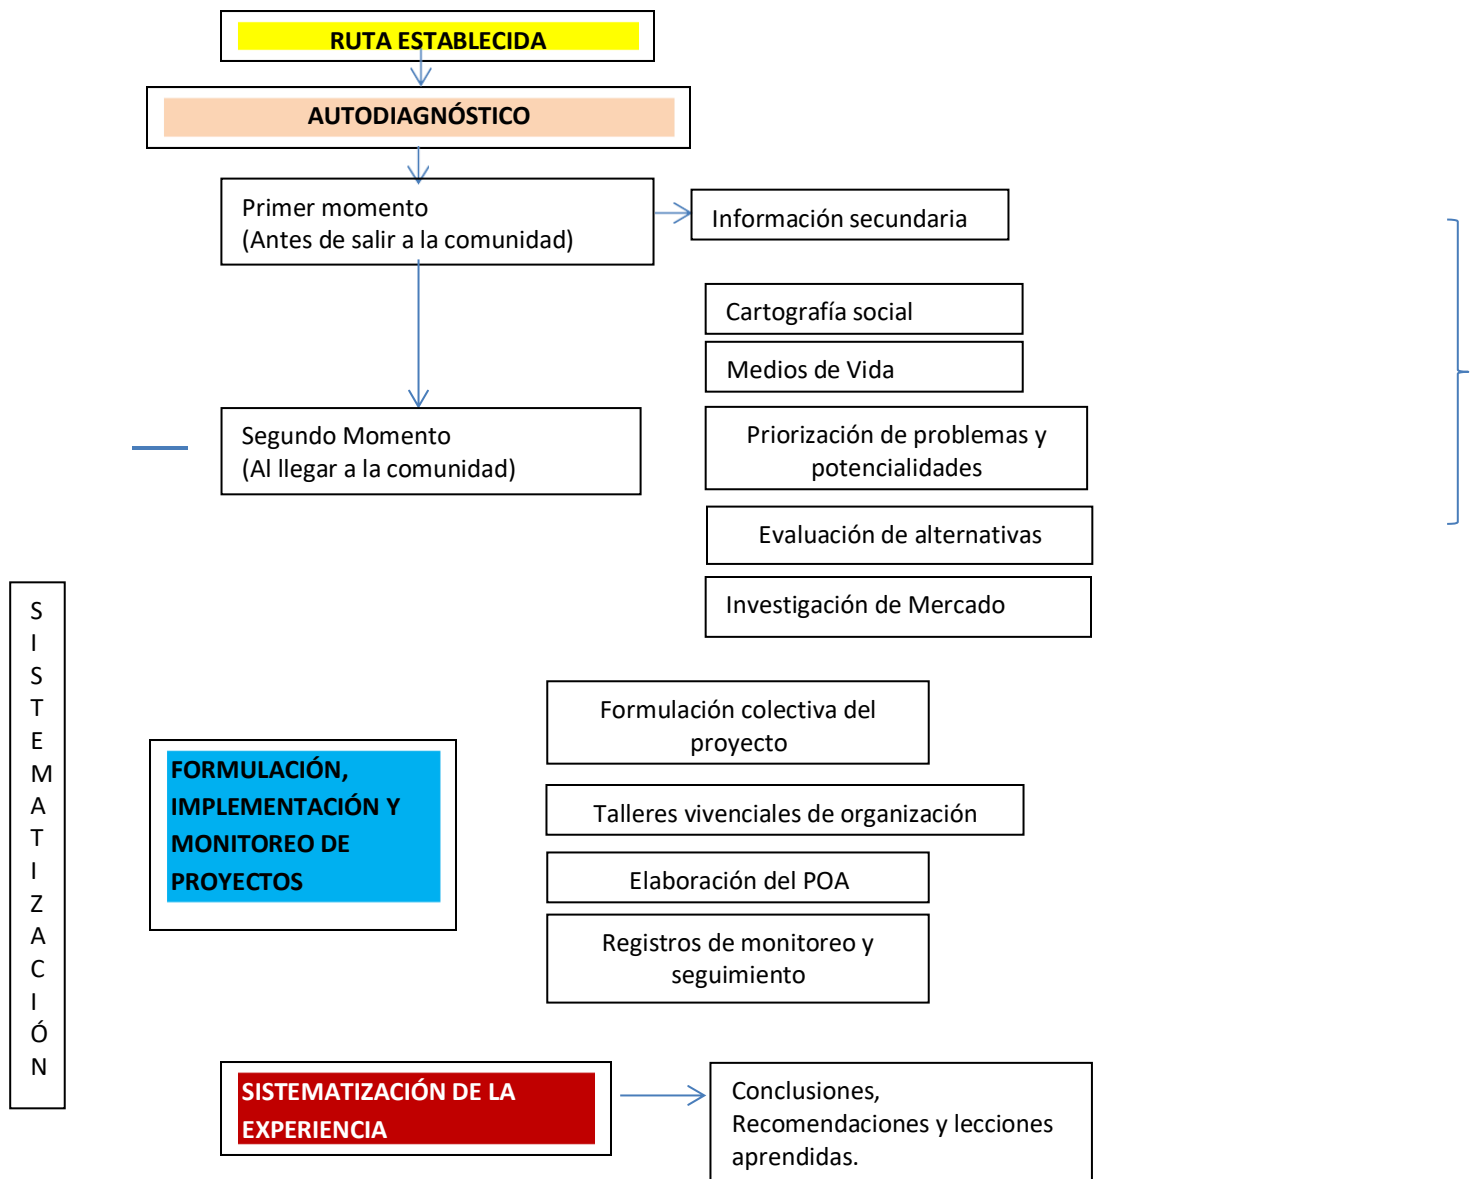 RUTA ESTABLECIDA
AUTODIAGNÓSTICO
Primer momento
(Antes de salir a la comunidad)
Información secundaria
Cartografía social
Medios de Vida
Segundo Momento
(Al llegar a la comunidad)
Priorización de problemas y
potencialidades
Evaluación de alternativas
Investigación de Mercado
S
I
S
T
E
M
A
T
I
Z
A
C
I
Ó
N
FORMULACIÓN,
IMPLEMENTACIÓN Y
MONITOREO DE
PROYECTOS
Formulación colectiva del
proyecto
Talleres vivenciales de organización
Elaboración del POA
Registros de monitoreo y
seguimiento
SISTEMATIZACIÓN DE LA
EXPERIENCIA
Conclusiones,
Recomendaciones y lecciones
aprendidas.